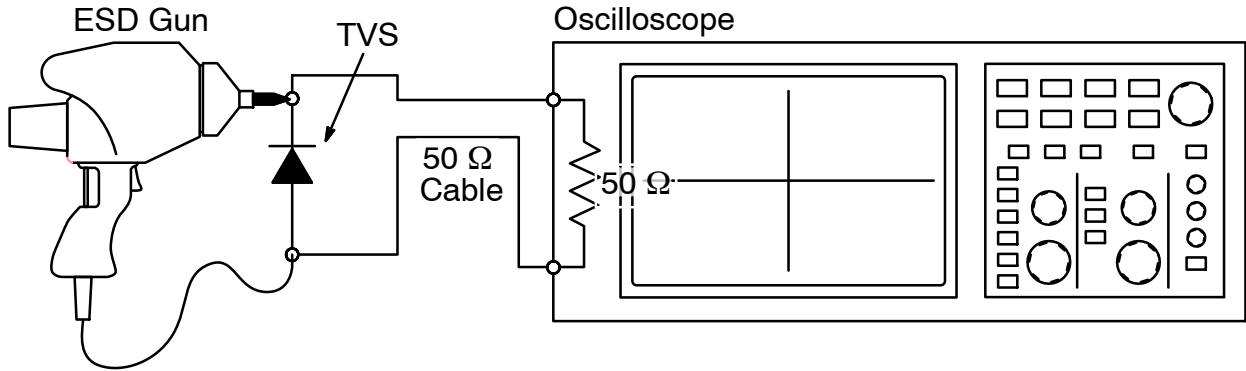 ESD Gun
Oscilloscope
TVS
50 Ω
Cable
50 Ω